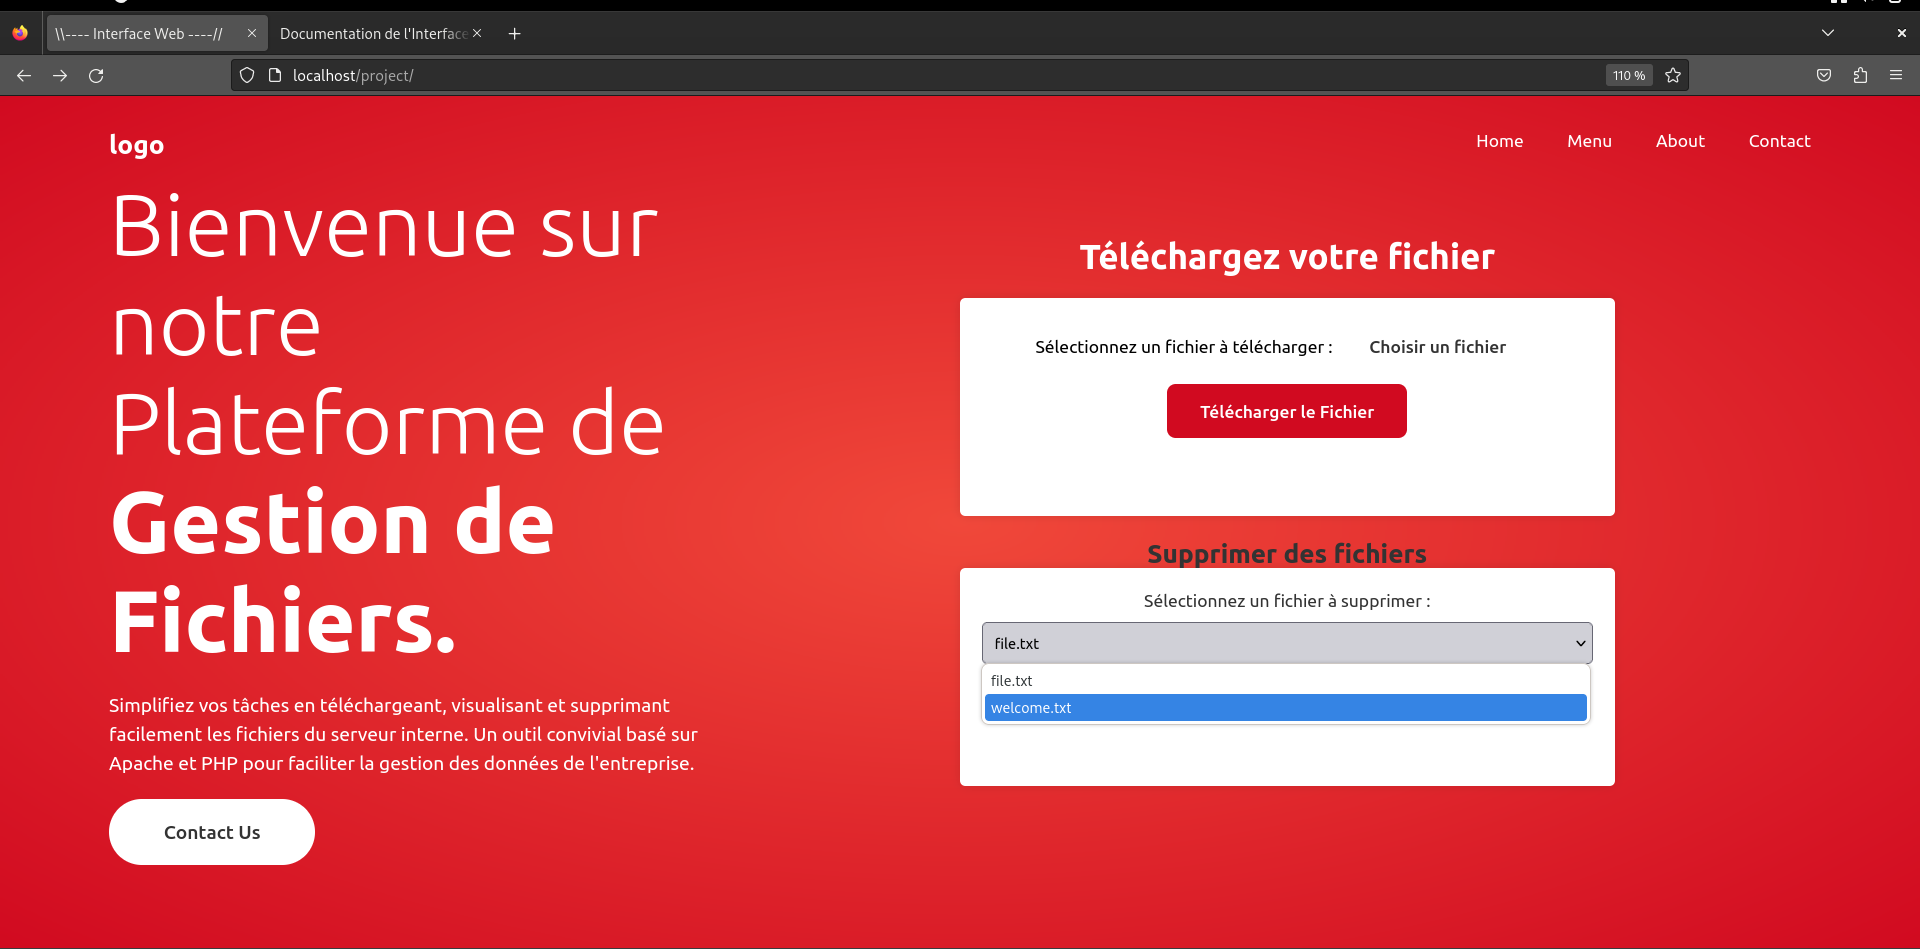 \\---- Interface Web ----//
Documentation de l'Interface
localhost/project/
110 %
logo
Home Menu About Contact
Bienvenue sur
notre
Plateforme de
Gestion de
Fichiers.
Simplifiez vos tâches en téléchargeant, visualisant et supprimant
facilement les fichiers du serveur interne. Un outil convivial basé sur
Apache et PHP pour faciliter la gestion des données de l'entreprise.
Contact Us
Téléchargez votre fichier
Sélectionnez un fichier à télécharger : Choisir un fichier
Télécharger le Fichier
Supprimer des fichiers
Sélectionnez un fichier à supprimer :
file.txt
file.txt
welcome.txt